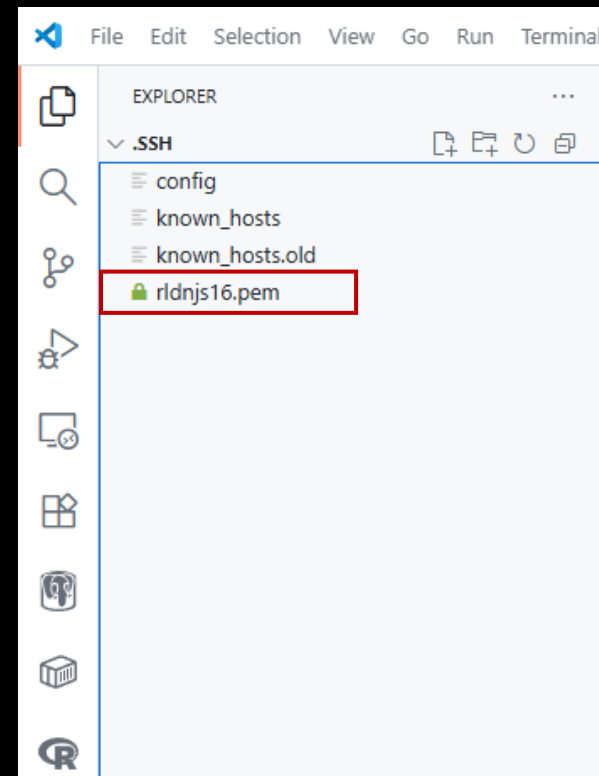 File Edit Selection View Go Run Terminal
EXPLORER
.SSH
config
known_hosts
known_hosts.old
rldnjs16.pem